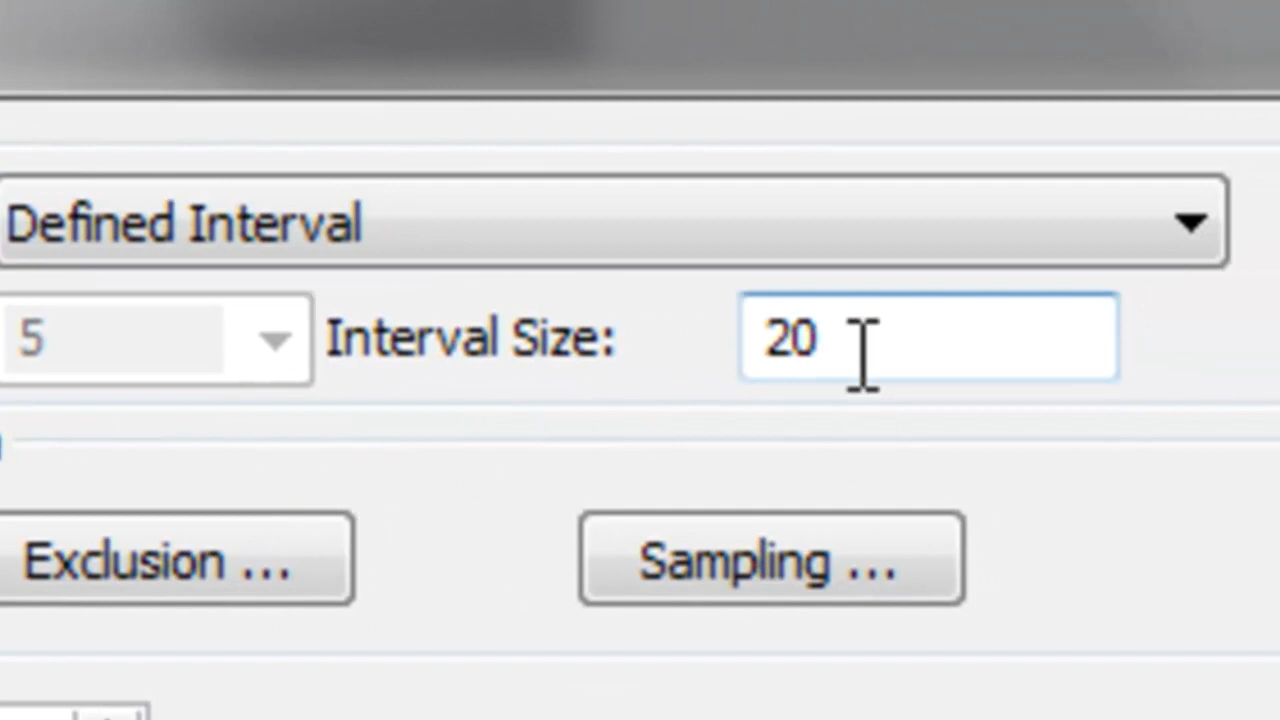 Defined Interval
5 Interval Size: 20
Exclusion ... Sampling ...